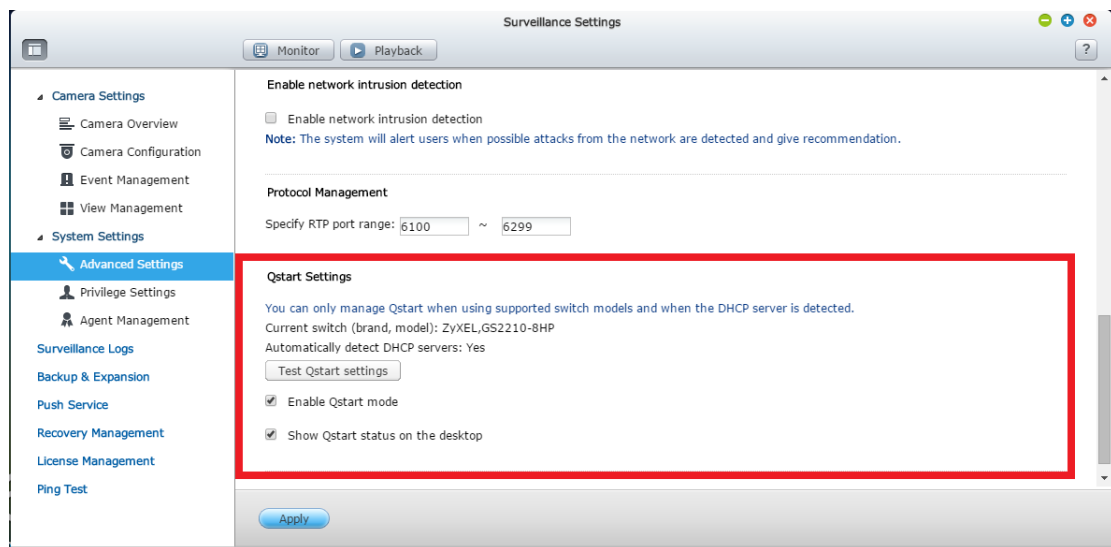 Surveillance Settings
Monitor
Playback
?
Camera Settings
Camera Overview
Camera Configuration
Event Management
View Management
System Settings
Advanced Settings
Privilege Settings
Agent Management
Surveillance Logs
Backup & Expansion
Push Service
Recovery Management
License Management
Ping Test
Enable network intrusion detection
Enable network intrusion detection
Note: The system will alert users when possible attacks from the network are detected and give recommendation.
Protocol Management
Specify RTP port range: 6100 ~ 6299
Qstart Settings
You can only manage Qstart when using supported switch models and when the DHCP server is detected.
Current switch (brand, model): ZyXEL,GS2210-8HP
Automatically detect DHCP servers: Yes
Test Qstart settings
Enable Qstart mode
Show Qstart status on the desktop
Apply